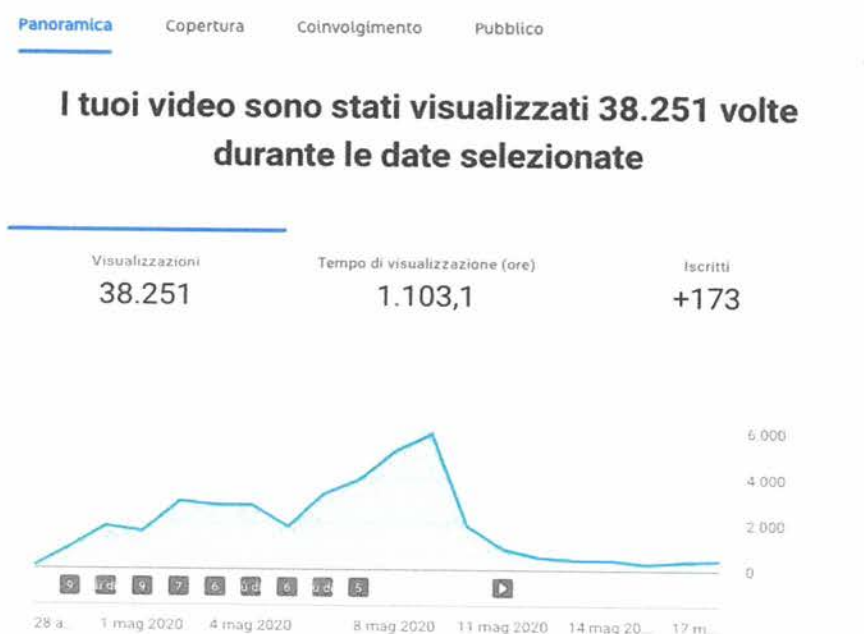 Panoramica Copertura Coinvolgimento Pubblico
I tuoi video sono stati visualizzati 38.251 volte
durante le date selezionate
Visualizzazioni Tempo di visualizzazione (ore) Iscritti
38.251 1.103,1 +173
6.000
4.000
2.000
0
9 9 7 6 6 5
28 a... 1 mag 2020 4 mag 2020 8 mag 2020 11 mag 2020 14 mag 20... 17 m...